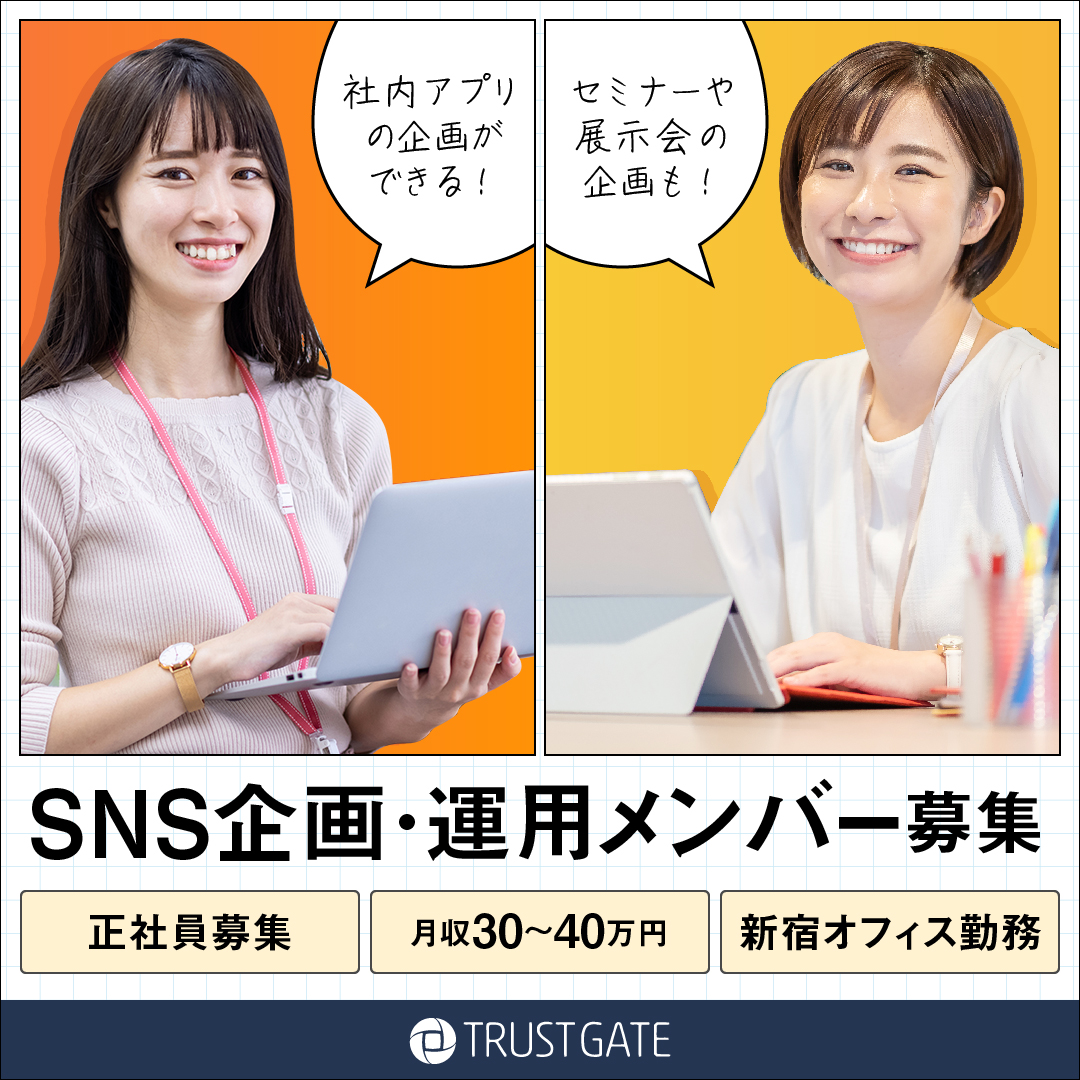 社内アプリ
の企画が
できる！
セミナーや
展示会の
企画も！
SNS企画・運用メンバー募集
正社員募集
月収30～40万円
新宿オフィス勤務
TRUST GATE